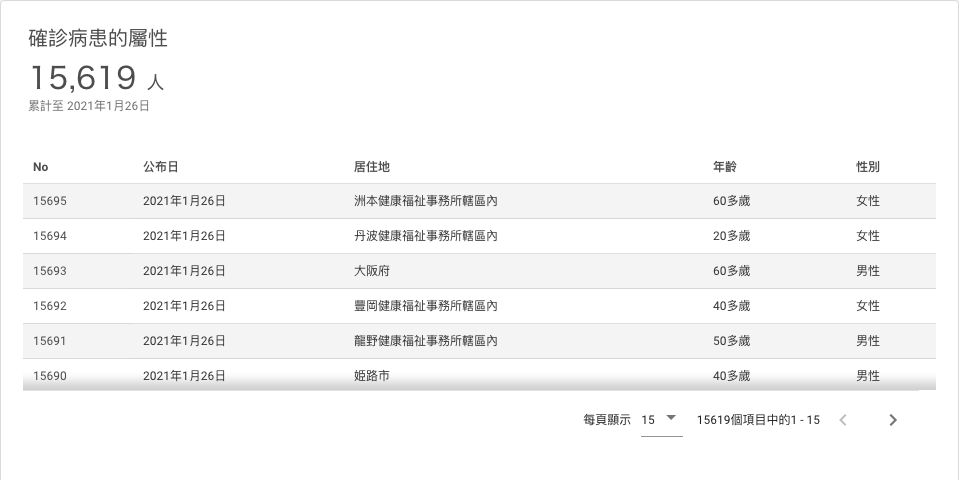 確診病患的屬性
15,619 人
累計至 2021年1月26日
No 公布日 居住地 年齡 性別
15695 2021年1月26日 洲本健康福祉事務所轄區內 60多歲 女性
15694 2021年1月26日 丹波健康福祉事務所轄區內 20多歲 女性
15693 2021年1月26日 大阪府 60多歲 男性
15692 2021年1月26日 豐岡健康福祉事務所轄區內 40多歲 女性
15691 2021年1月26日 龍野健康福祉事務所轄區內 50多歲 男性
15690 2021年1月26日 姫路市 40多歲 男性
每頁顯示 15 15619個項目中的1 - 15